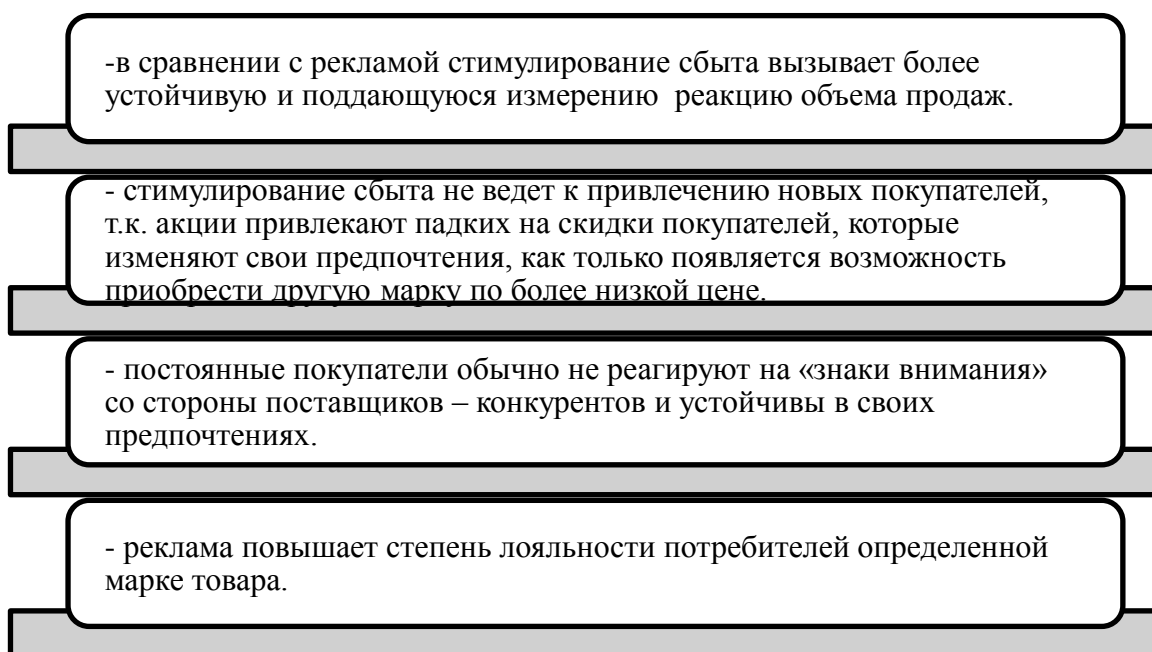 -в сравнении с рекламой стимулирование сбыта вызывает более
устойчивую и поддающуюся измерению  реакцию объема продаж.
- стимулирование сбыта не ведет к привлечению новых покупателей,
т.к. акции привлекают падких на скидки покупателей, которые
изменяют свои предпочтения, как только появляется возможность
приобрести другую марку по более низкой цене.
- постоянные покупатели обычно не реагируют на «знаки внимания»
со стороны поставщиков – конкурентов и устойчивы в своих
предпочтениях.
- реклама повышает степень лояльности потребителей определенной
марке товара.